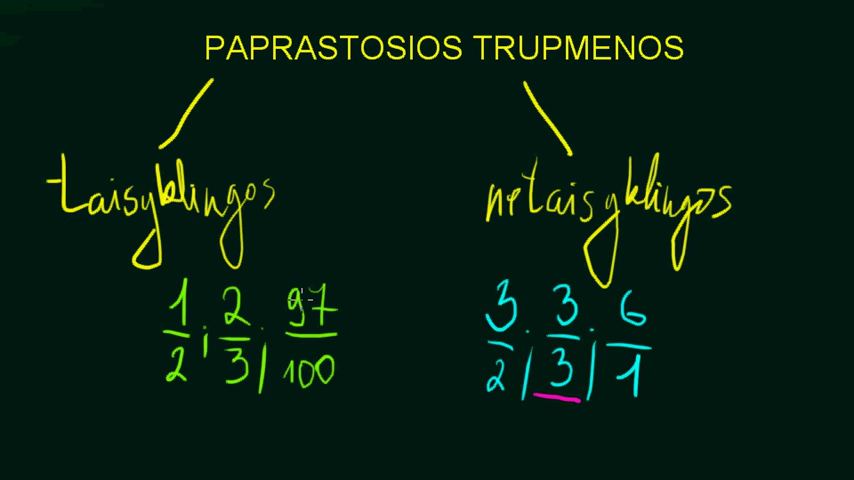 PAPRASTOSIOS TRUPMENOS
taisyklingos netaisyklingos
1/2 ; 2/3 ; 97/100 3/2 ; 3/3 ; 6/1